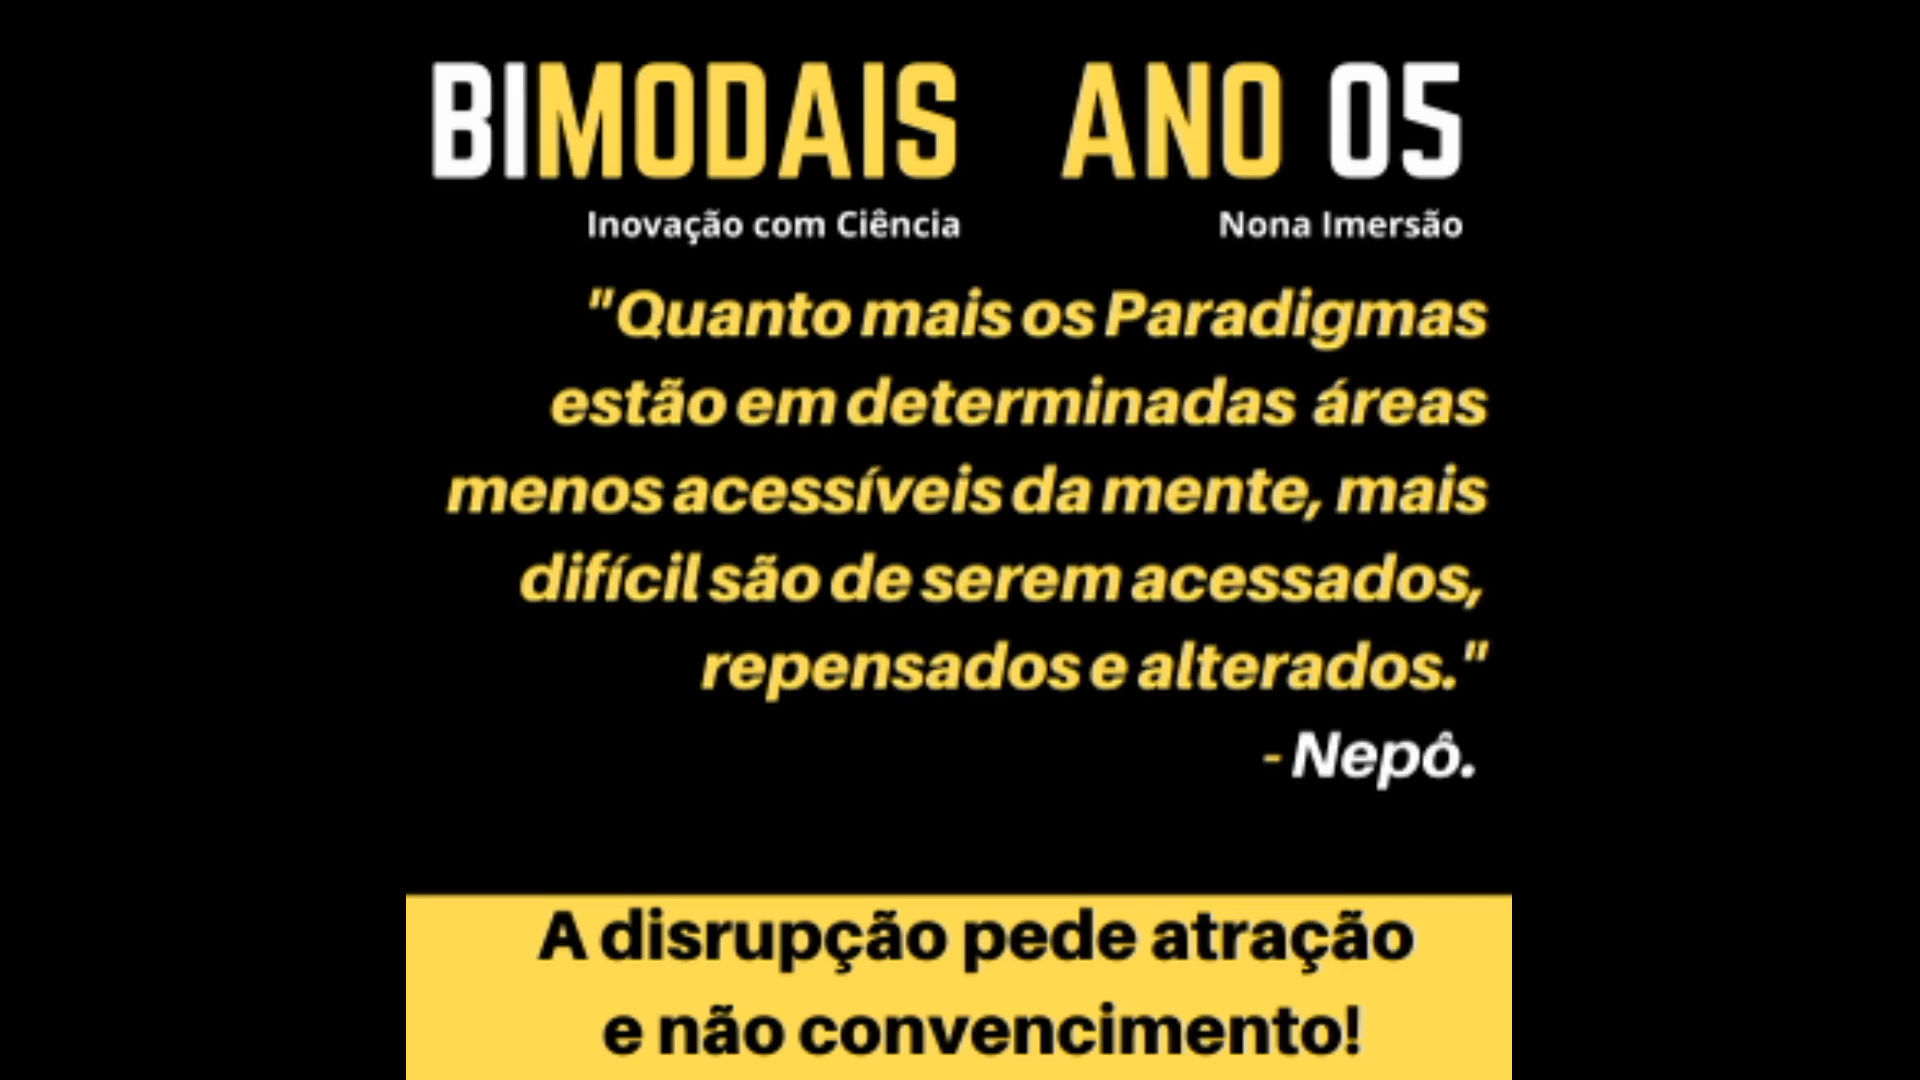 BIMODAIS ANO 05
Inovação com Ciência Nona Imersão
"Quanto mais os Paradigmas
estão em determinadas áreas
menos acessíveis da mente, mais
difícil são de serem acessados,
repensados e alterados."
- Nepô.
A disrupção pede atração
e não convencimento!